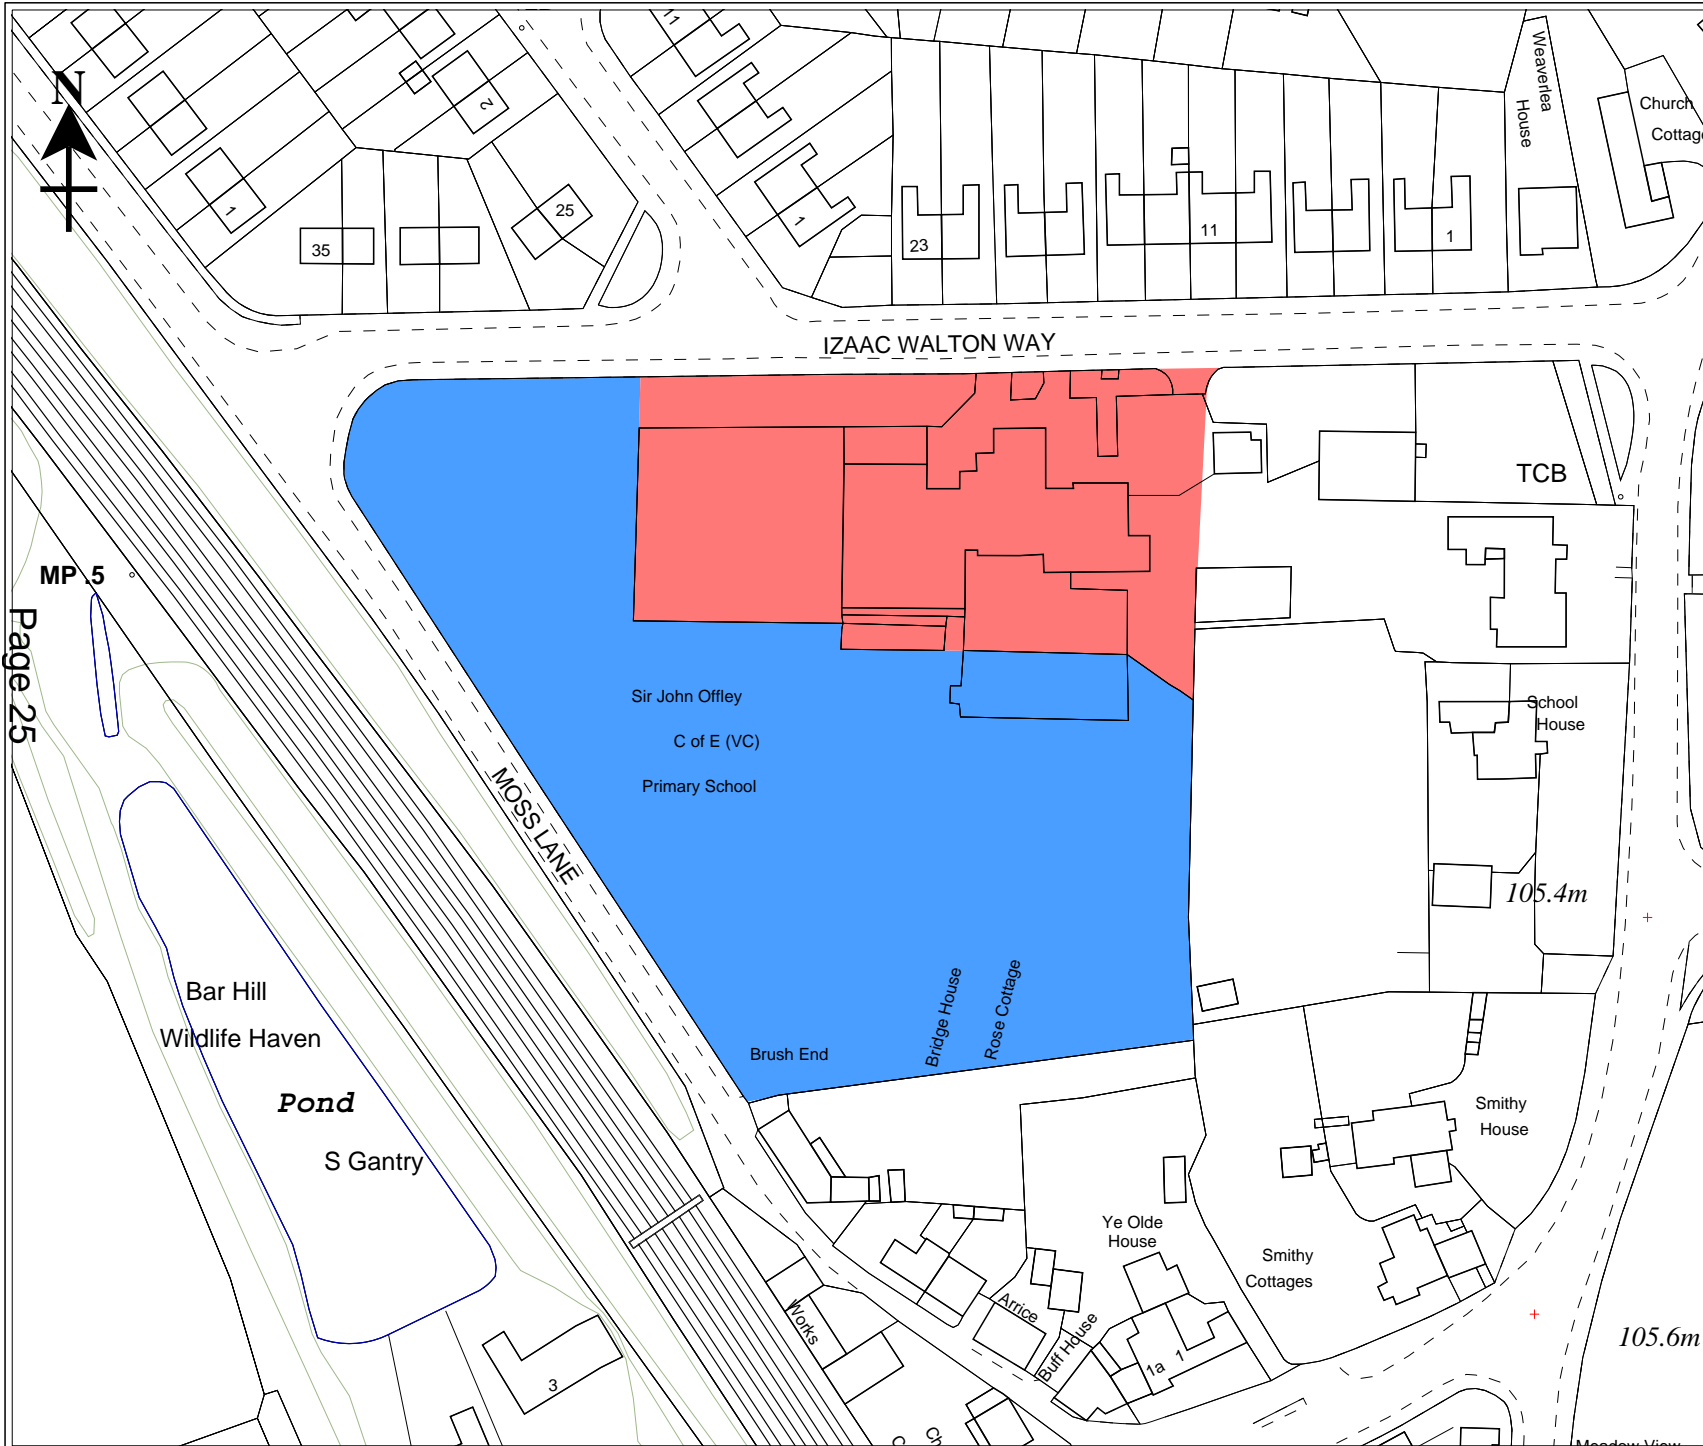 11
N
2
1
35
25
1
23
11
1
Weaverlea
House
Church
IZAAC WALTON WAY
TCB
MP .5
Page 25
Sir John Offley
C of E (VC)
Primary School
School
House
MOSS LANE
105.4m
Bar Hill
Wildlife Haven
Pond
S Gantry
Brush End
Bridge House
Rose Cottage
Smithy
House
Ye Olde
House
Smithy
Cottages
Works
Arrice
Buff House
1a
1
3
105.6m